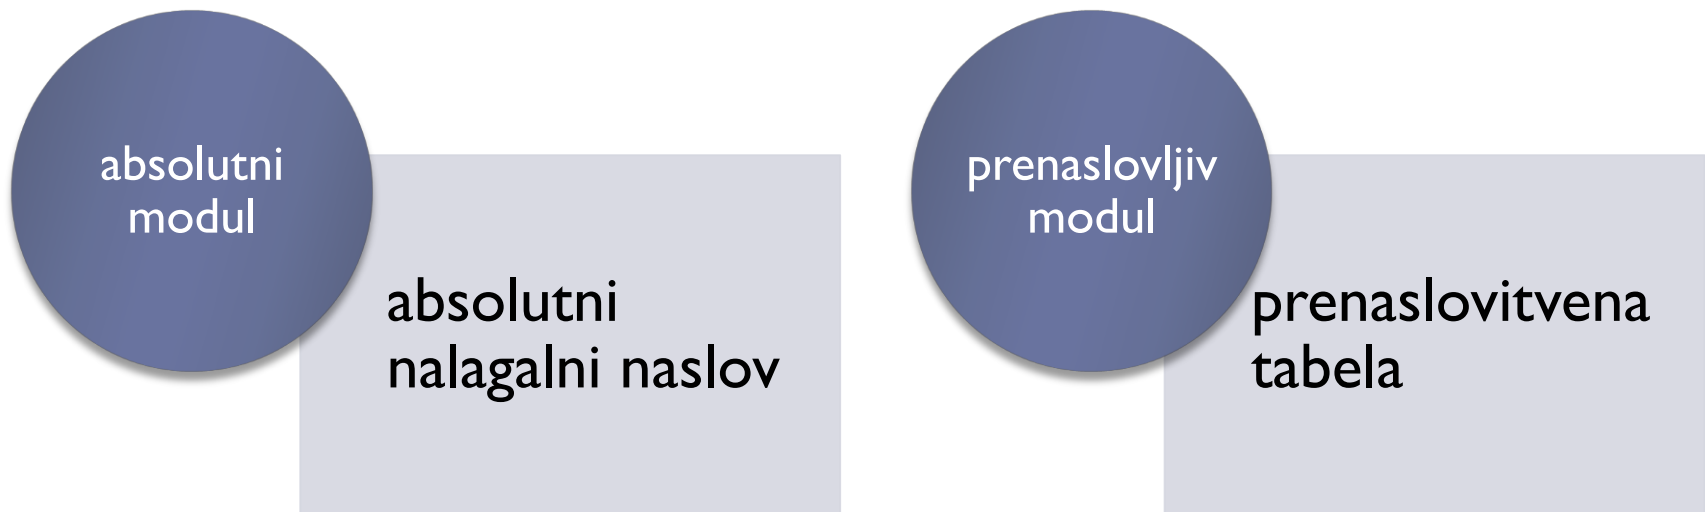 absolutni
modul
absolutni
nalagalni naslov
prenaslovljiv
modul
prenaslovitvena
tabela